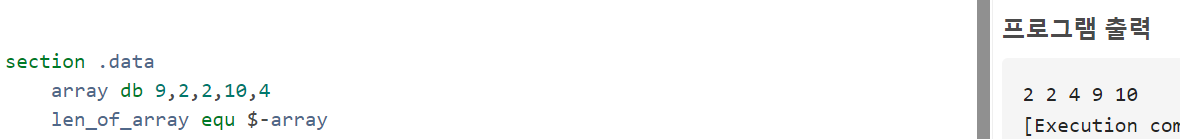 section .data
array db 9,2,2,10,4
len_of_array equ $-array
프로그램 출력
2 2 4 9 10
[Execution